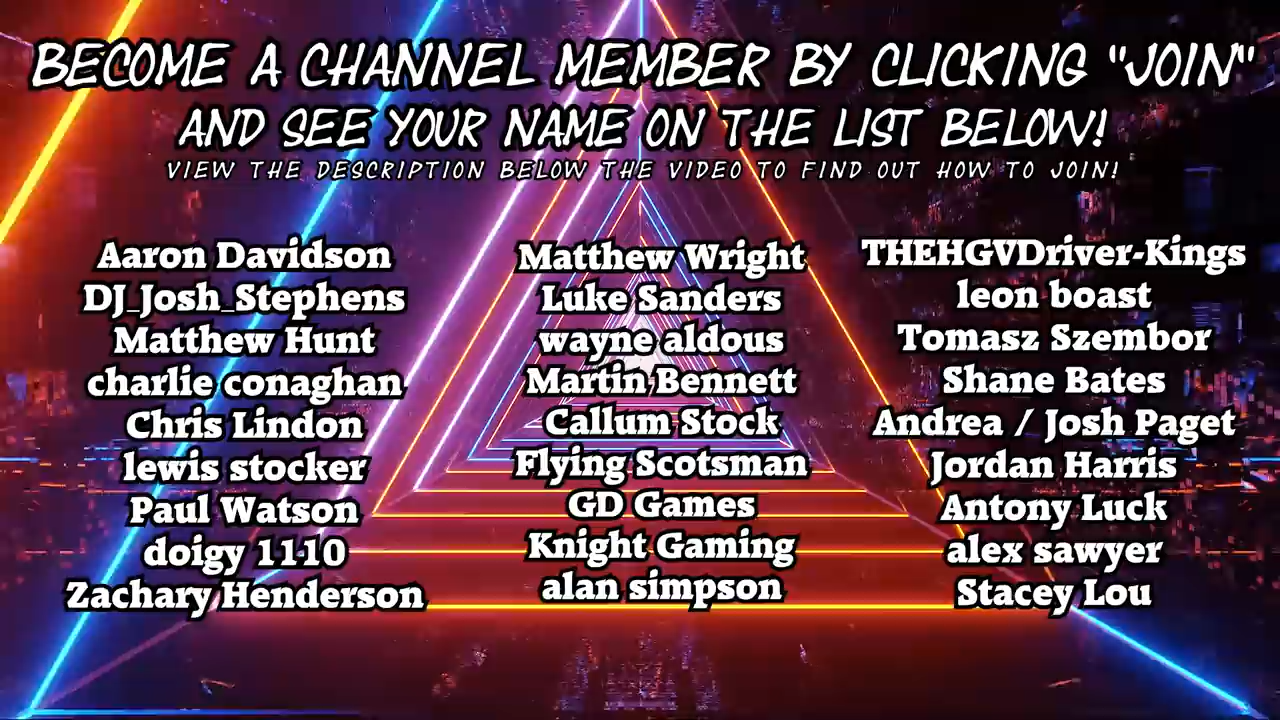 BECOME A CHANNEL MEMBER BY CLICKING "JOIN"
AND SEE YOUR NAME ON THE LIST BELOW!
VIEW THE DESCRIPTION BELOW THE VIDEO TO FIND OUT HOW TO JOIN!
Aaron Davidson
DJ_Josh_Stephens
Matthew Hunt
charlie conaghan
Chris Lindon
lewis stocker
Paul Watson
doigy 1110
Zachary Henderson
Matthew Wright
Luke Sanders
wayne aldous
Martin Bennett
Callum Stock
Flying Scotsman
GD Games
Knight Gaming
alan simpson
THEHGVDriver-Kings
leon boast
Tomasz Szembor
Shane Bates
Andrea / Josh Paget
Jordan Harris
Antony Luck
alex sawyer
Stacey Lou